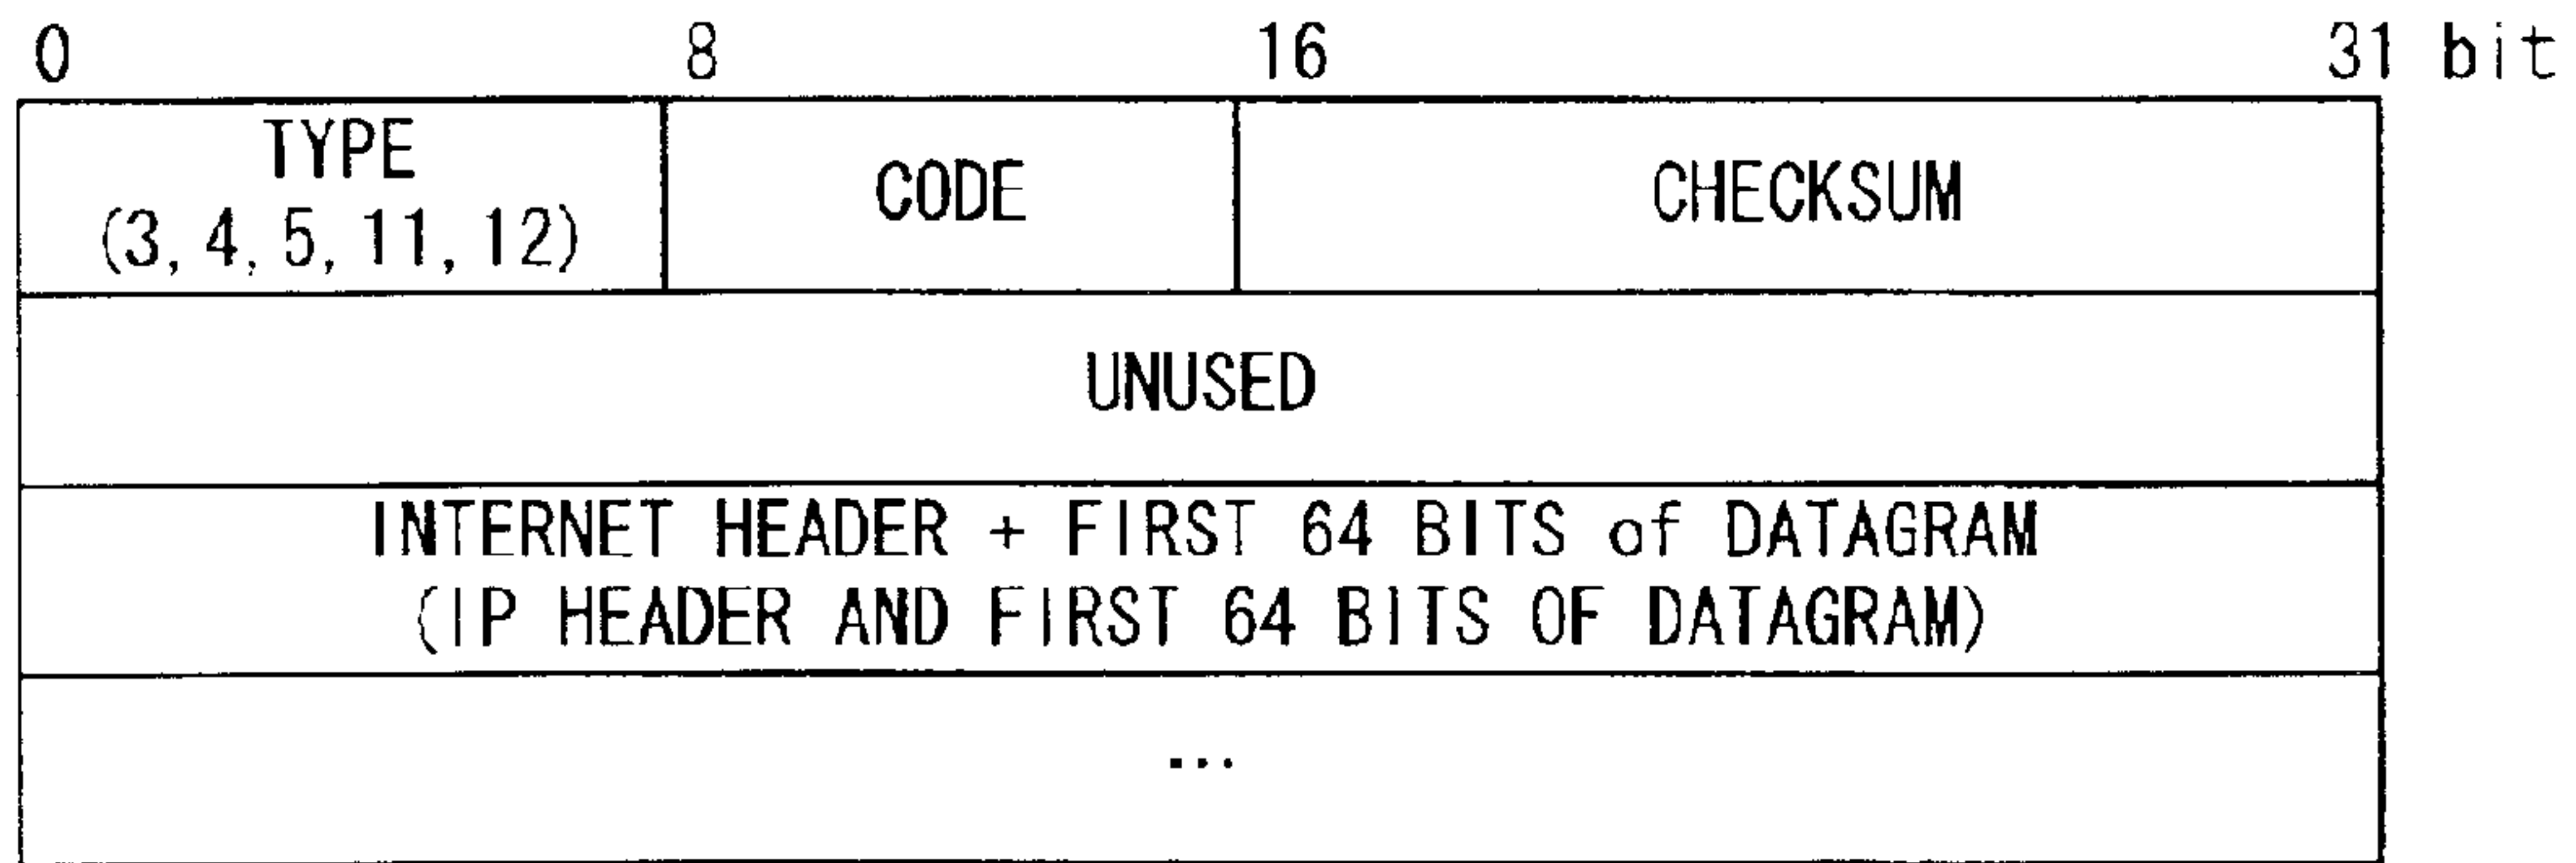 0 8 16 31 bit
TYPE
(3, 4, 5, 11, 12)
CODE
CHECKSUM
UNUSED
INTERNET HEADER + FIRST 64 BITS of DATAGRAM
(IP HEADER AND FIRST 64 BITS OF DATAGRAM)
...